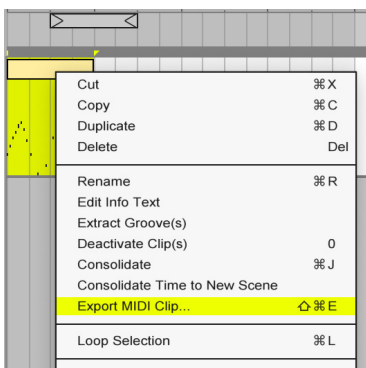 Cut ⌘X
Copy ⌘C
Duplicate ⌘D
Delete Del
Rename ⌘R
Edit Info Text
Extract Groove(s)
Deactivate Clip(s) 0
Consolidate ⌘J
Consolidate Time to New Scene
Export MIDI Clip... ⇧⌘E
Loop Selection ⌘L